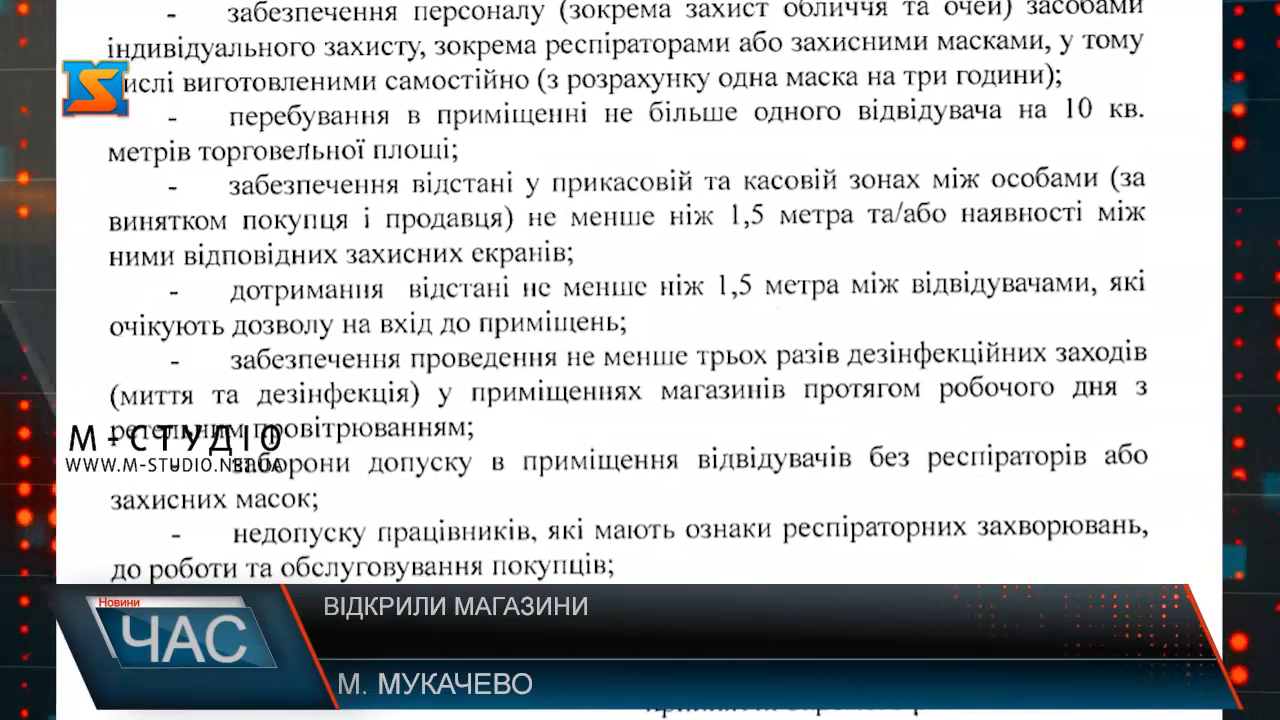 - забезпечення персоналу (зокрема захист обличчя та очей) засобами
індивідуального захисту, зокрема респіраторами або захисними масками, у тому
числі виготовленими самостійно (з розрахунку одна маска на три години);
- перебування в приміщенні не більше одного відвідувача на 10 кв.
метрів торговельної площі;
- забезпечення відстані у прикасовій та касовій зонах між особами (за
винятком покупця і продавця) не менше ніж 1,5 метра та/або наявності між
ними відповідних захисних екранів;
- дотримання відстані не менше ніж 1,5 метра між відвідувачами, які
очікують дозволу на вхід до приміщень;
- забезпечення проведення не менше трьох разів дезінфекційних заходів
(миття та дезінфекція) у приміщеннях магазинів протягом робочого дня з
ретельним провітрюванням;
М-СТУДІО
WWW.M-STUDIO.NET.UA
- заборони допуску в приміщення відвідувачів без респіраторів або
захисних масок;
- недопуску працівників, які мають ознаки респіраторних захворювань,
до роботи та обслуговування покупців;
Новини
ЧАС
ВІДКРИЛИ МАГАЗИНИ
М. МУКАЧЕВО